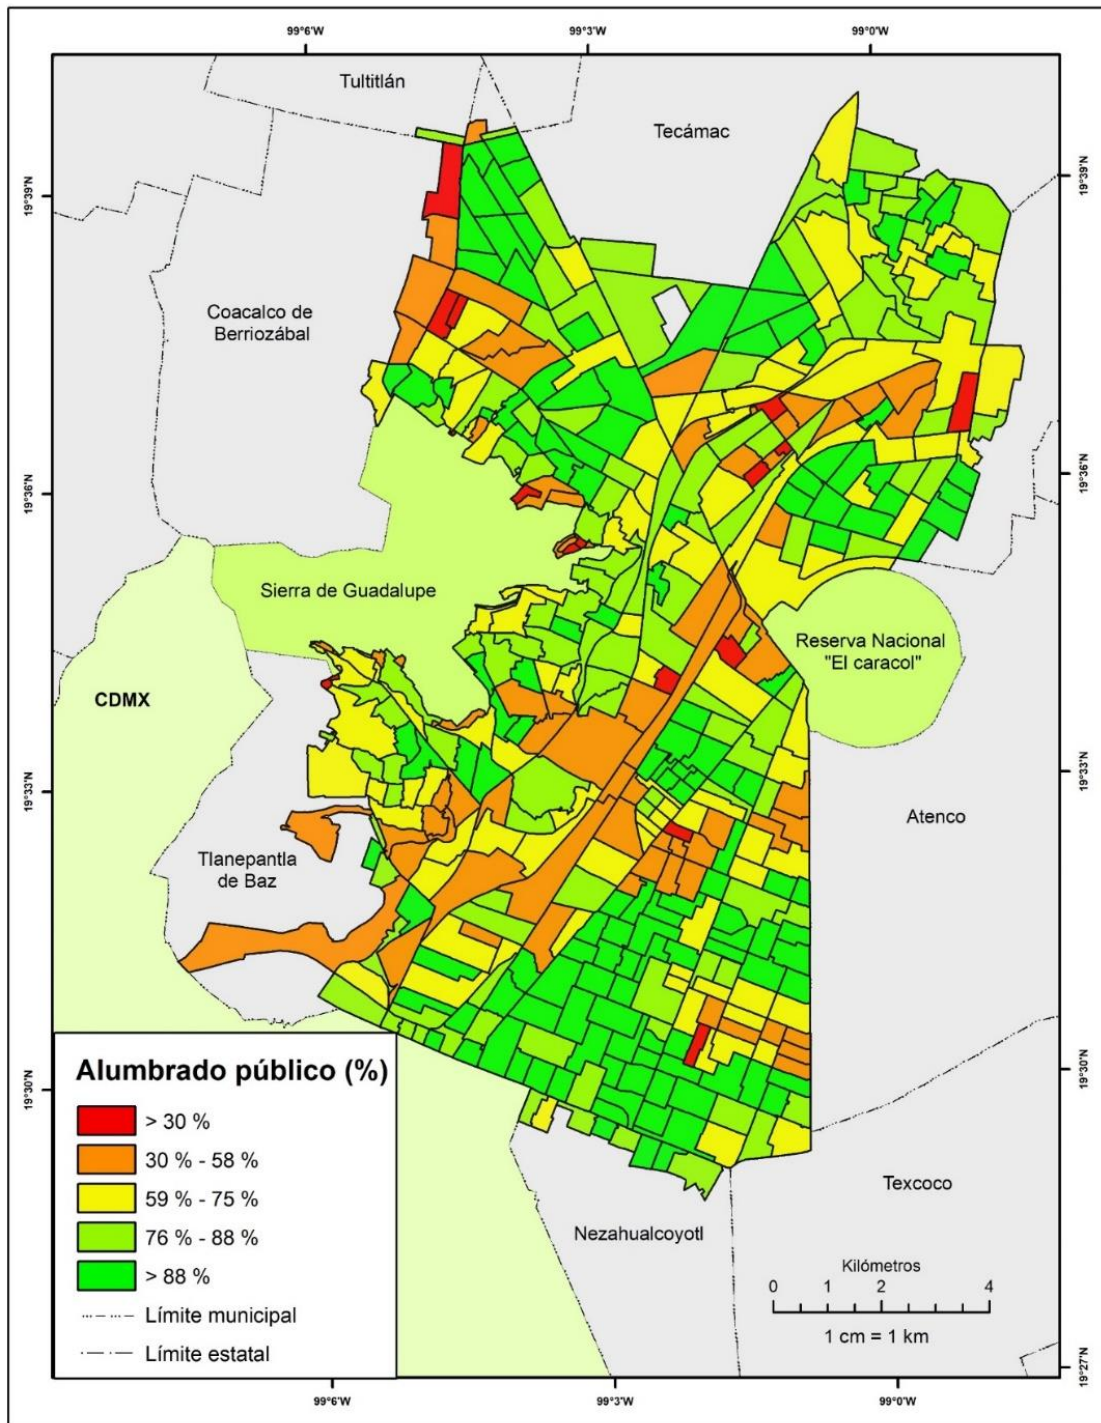 99°6'W 99°3'W 99°0'W
Tultitlán
Tecámac
19°39'N
19°39'N
Coacalco de
Berriozábal
19°36'N
19°36'N
Sierra de Guadalupe
Reserva Nacional
"El caracol"
CDMX
19°33'N
19°33'N
Atenco
Tlanepantla
de Baz
19°30'N
19°30'N
Alumbrado público (%)
> 30 %
30 % - 58 %
59 % - 75 %
76 % - 88 %
> 88 %
Límite municipal
Límite estatal
Texcoco
Nezahualcoyotl
Kilómetros
0 1 2 4
1 cm = 1 km
19°27'N
99°6'W 99°3'W 99°0'W